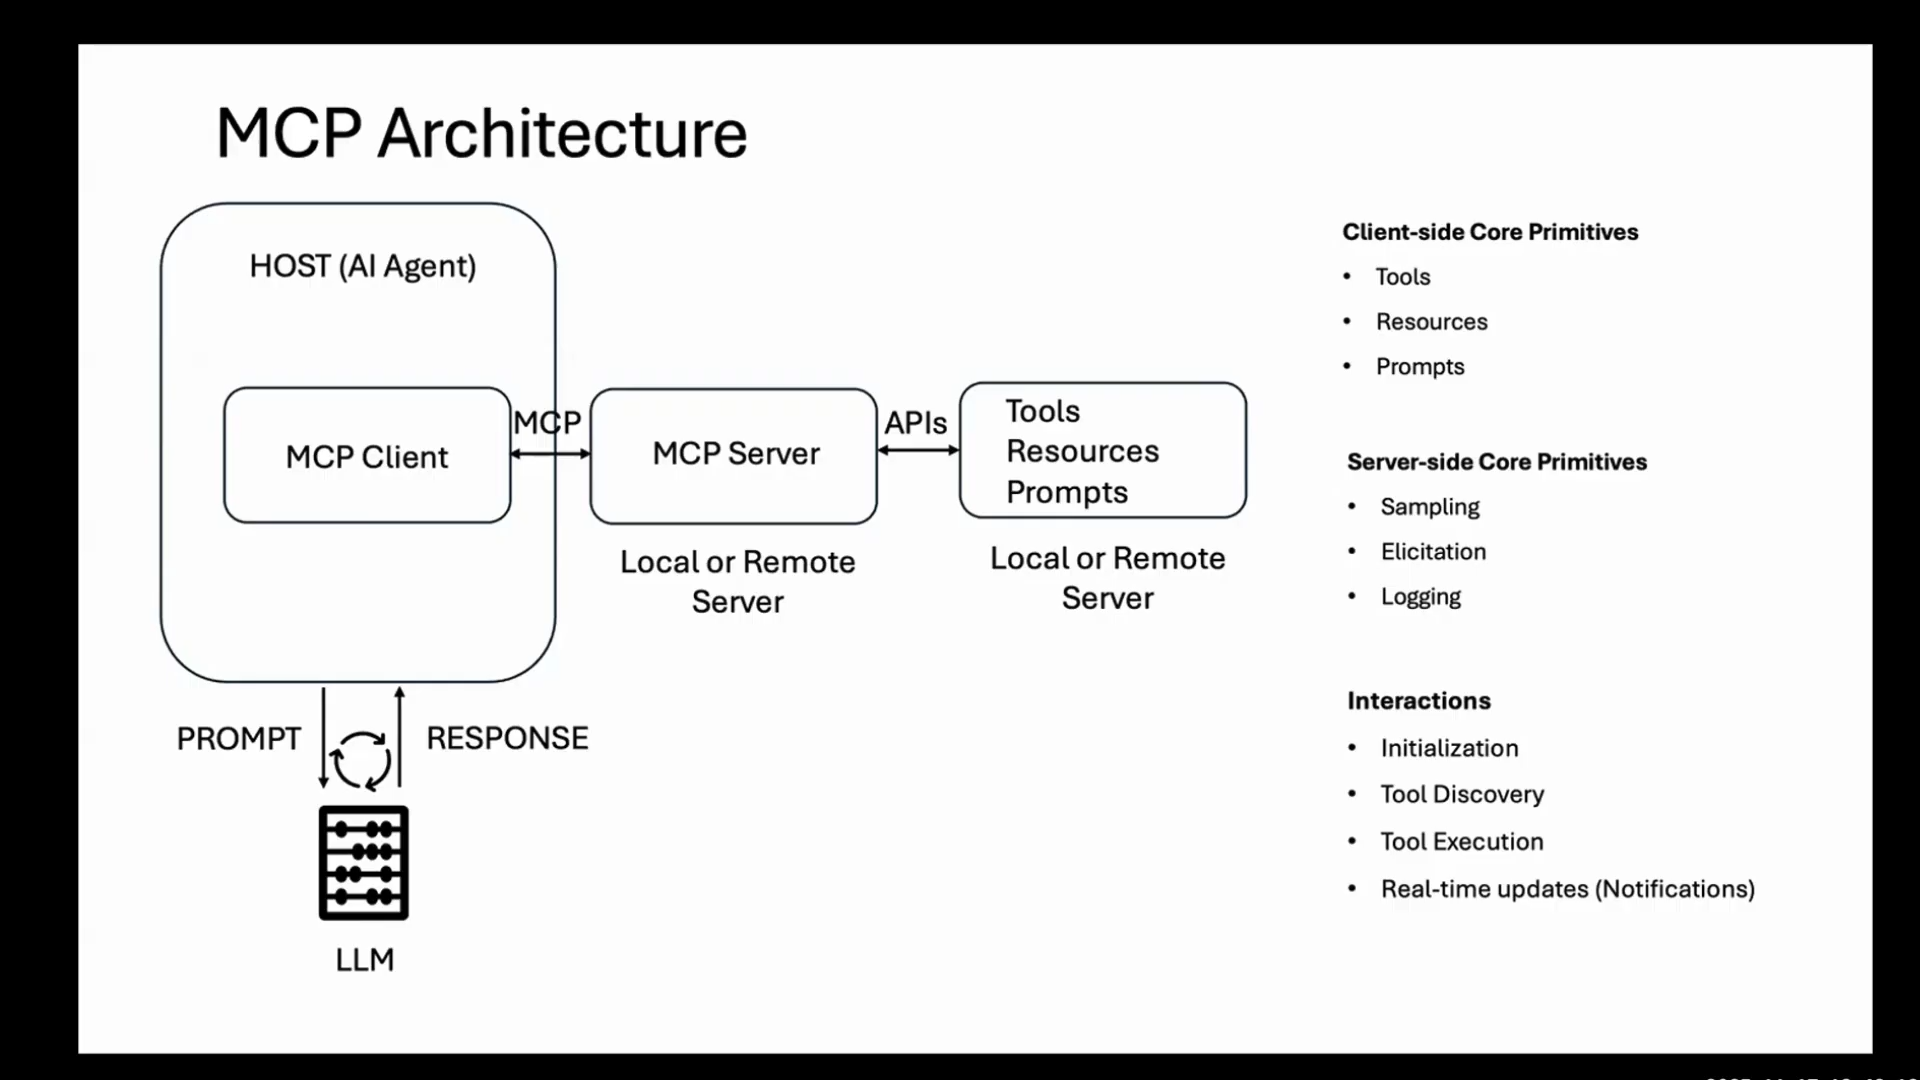 MCP Architecture
HOST (AI Agent)
MCP Client
MCP
MCP Server
Local or Remote
Server
APIs
Tools
Resources
Prompts
Local or Remote
Server
PROMPT
RESPONSE
LLM
Client-side Core Primitives
• Tools
• Resources
• Prompts
Server-side Core Primitives
• Sampling
• Elicitation
• Logging
Interactions
• Initialization
• Tool Discovery
• Tool Execution
• Real-time updates (Notifications)